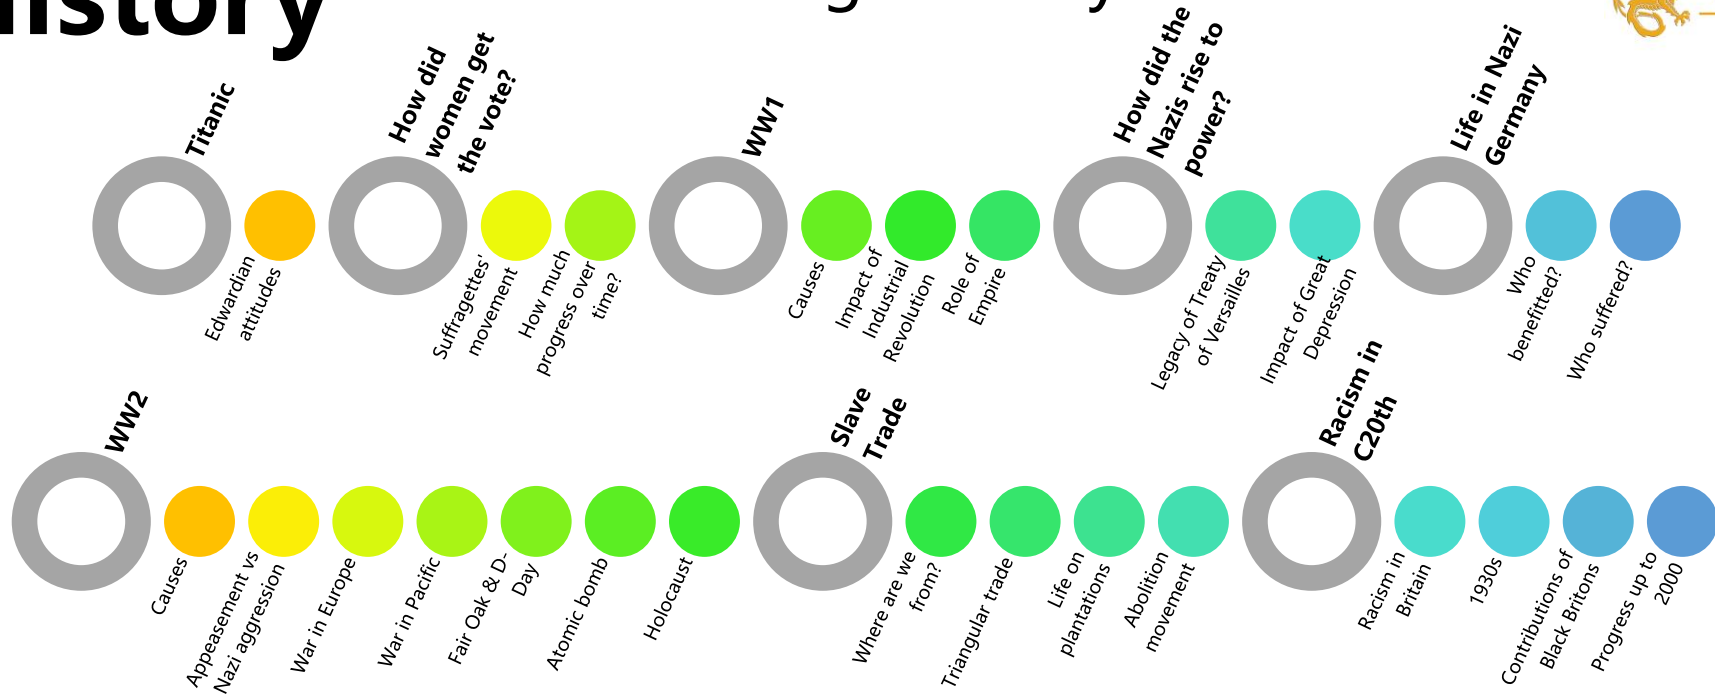 Titanic
Edwardian
attitudes
How did
women get
the vote?
Suffragettes'
movement
How much
progress over
time?
WW1
Causes
Impact of
Industrial
Revolution
Role of
Empire
How did the
Nazis rise to
power?
Legacy of Treaty
of Versailles
Impact of Great
Depression
Life in Nazi
Germany
Who
benefitted?
Who suffered?
WW2
Causes
Appeasement vs
Nazi aggression
War in Europe
War in Pacific
Fair Oak & D-
Day
Atomic bomb
Holocaust
Slave
Trade
Where are we
from?
Triangular trade
Life on
plantations
Abolition
movement
Racism in
C20th
Racism in
Britain
1930s
Contributions of
Black Britons
Progress up to
2000